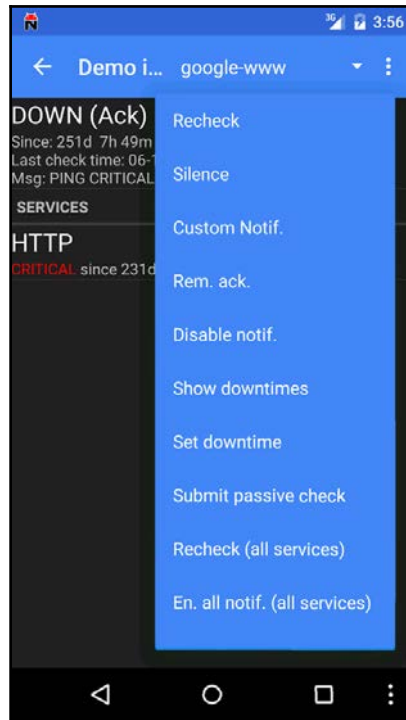 3G 3:56
Demo i... google-www
DOWN (Ack)
Since: 251d 7h 49m
Last check time: 06-1
Msg: PING CRITICAL
SERVICES
HTTP
CRITICAL since 231d
Recheck
Silence
Custom Notif.
Rem. ack.
Disable notif.
Show downtimes
Set downtime
Submit passive check
Recheck (all services)
En. all notif. (all services)